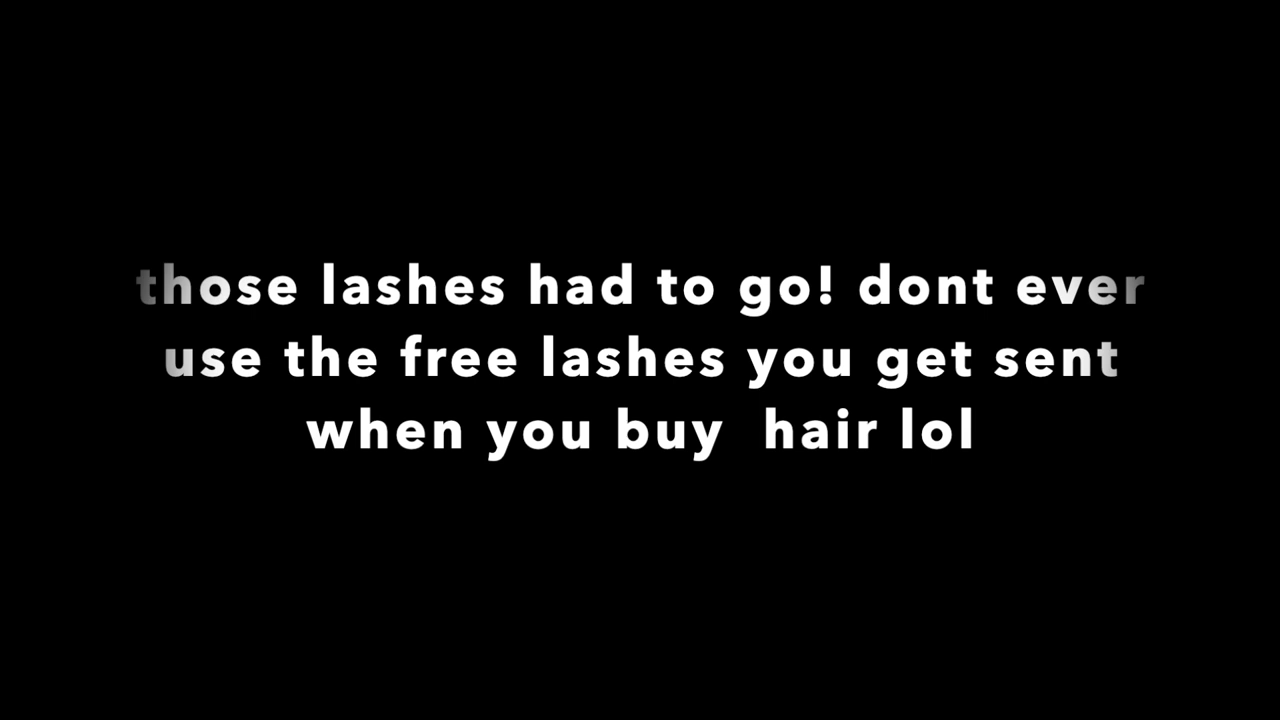 those lashes had to go! dont ever
use the free lashes you get sent
when you buy  hair lol